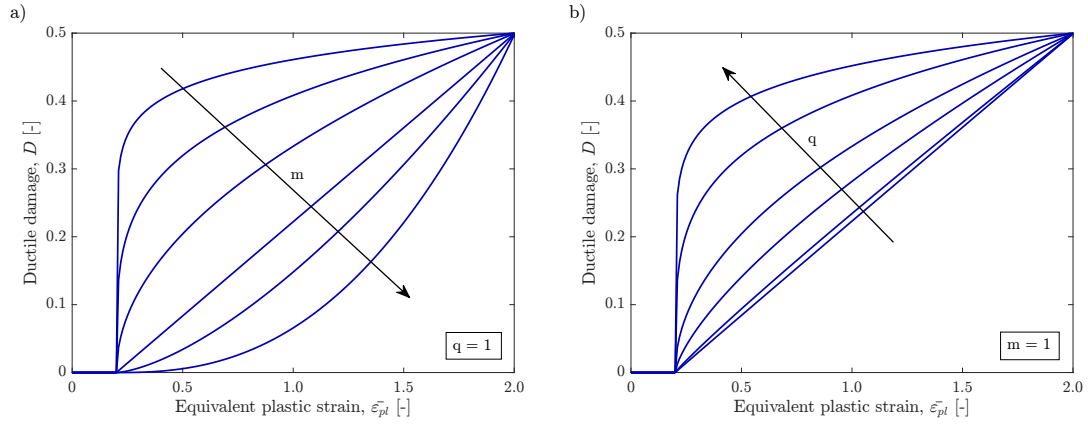 a)
0.5
0.4
0.3
0.2
0.1
0
Ductile damage, D [-]
m
q = 1
0
0.5
1.0
1.5
2.0
Equivalent plastic strain, ε̄_pl [-]
b)
0.5
0.4
0.3
0.2
0.1
0
Ductile damage, D [-]
q
m = 1
0
0.5
1.0
1.5
2.0
Equivalent plastic strain, ε̄_pl [-]